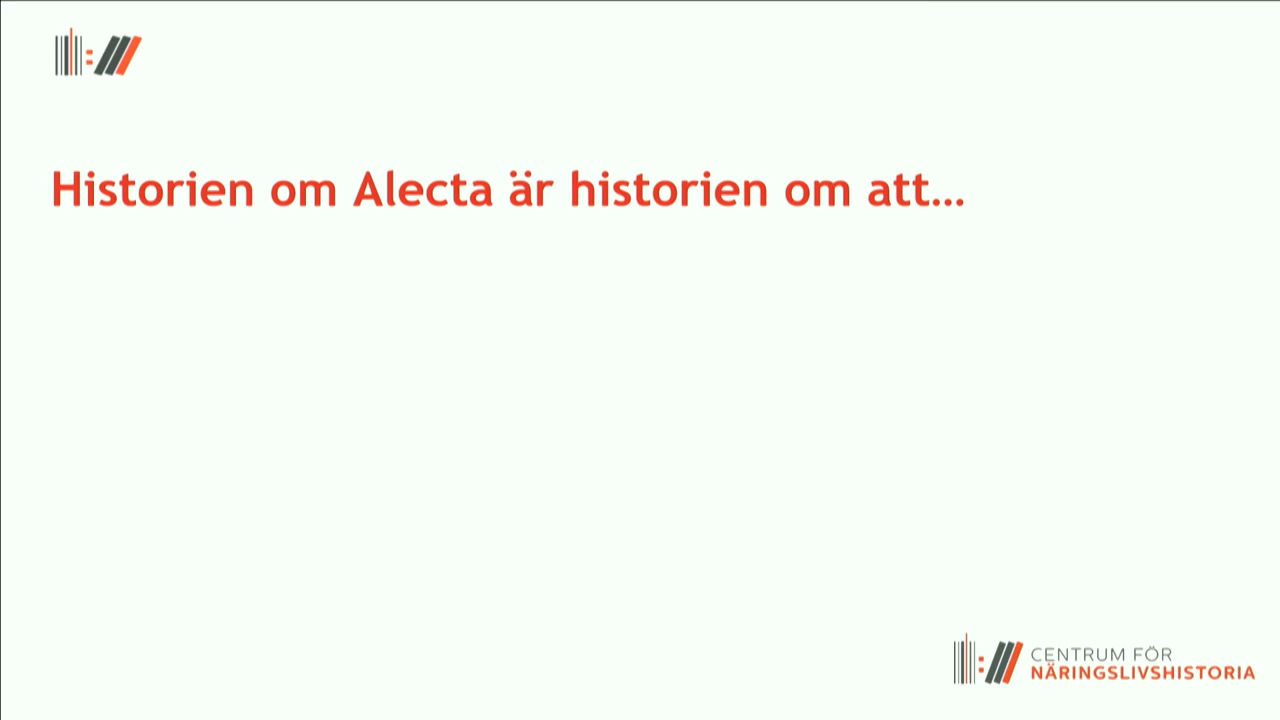 Historien om Alecta är historien om att...
CENTRUM FÖR
NÄRINGSLIVSHISTORIA